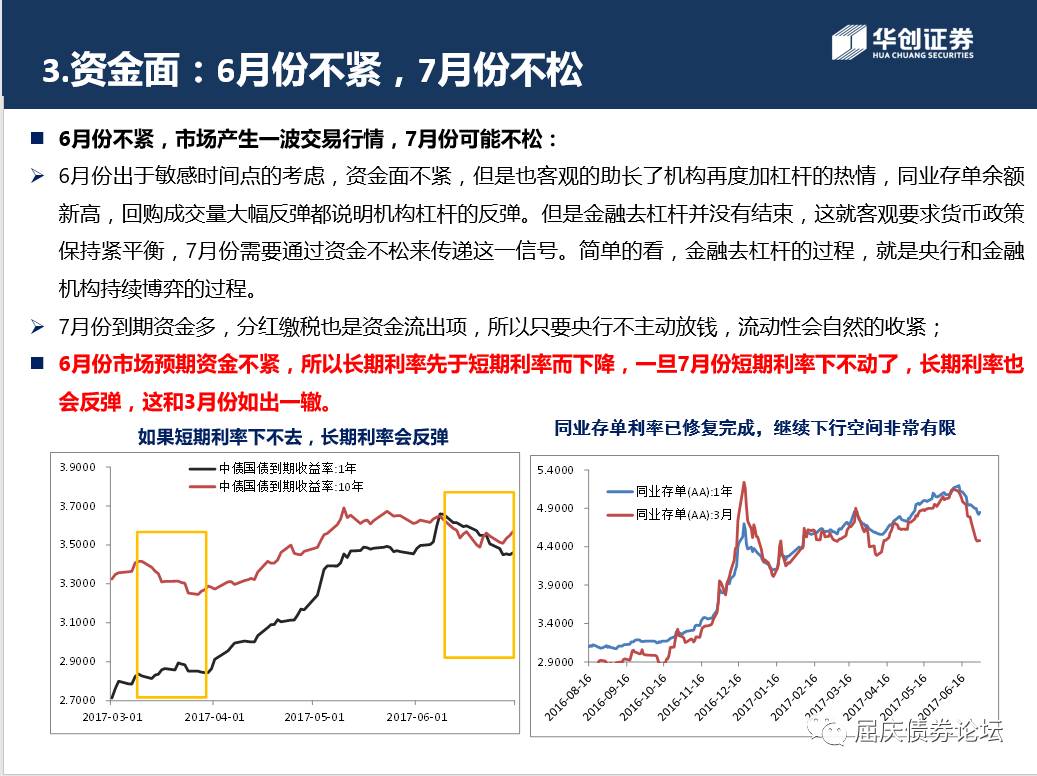 3.资金面：6月份不紧，7月份不松
华创证券
HUA CHUANG SECURITIES
6月份不紧，市场产生一波交易行情，7月份可能不松：
6月份出于敏感时间点的考虑，资金面不紧，但是也客观的助长了机构再度加杠杆的热情，同业存单余额
新高，回购成交量大幅反弹都说明机构杠杆的反弹。但是金融去杠杆并没有结束，这就客观要求货币政策
保持紧平衡，7月份需要通过资金不松来传递这一信号。简单的看，金融去杠杆的过程，就是央行和金融
机构持续博弈的过程。
7月份到期资金多，分红缴税也是资金流出项，所以只要央行不主动放钱，流动性会自然的收紧；
6月份市场预期资金不紧，所以长期利率先于短期利率而下降，一旦7月份短期利率下不动了，长期利率也
会反弹，这和3月份如出一辙。
如果短期利率下不去，长期利率会反弹
3.9000
3.7000
3.5000
3.3000
3.1000
2.9000
2.7000
中债国债到期收益率:1年
中债国债到期收益率:10年
2017-03-01
2017-04-01
2017-05-01
2017-06-01
同业存单利率已修复完成，继续下行空间非常有限
5.4000
4.9000
4.4000
3.9000
3.4000
2.9000
同业存单(AA):1年
同业存单(AA):3月
2016-08-16
2016-09-16
2016-10-16
2016-11-16
2016-12-16
2017-01-16
2017-02-16
2017-03-16
2017-04-16
2017-05-16
2017-06-16
屈庆债券论坛